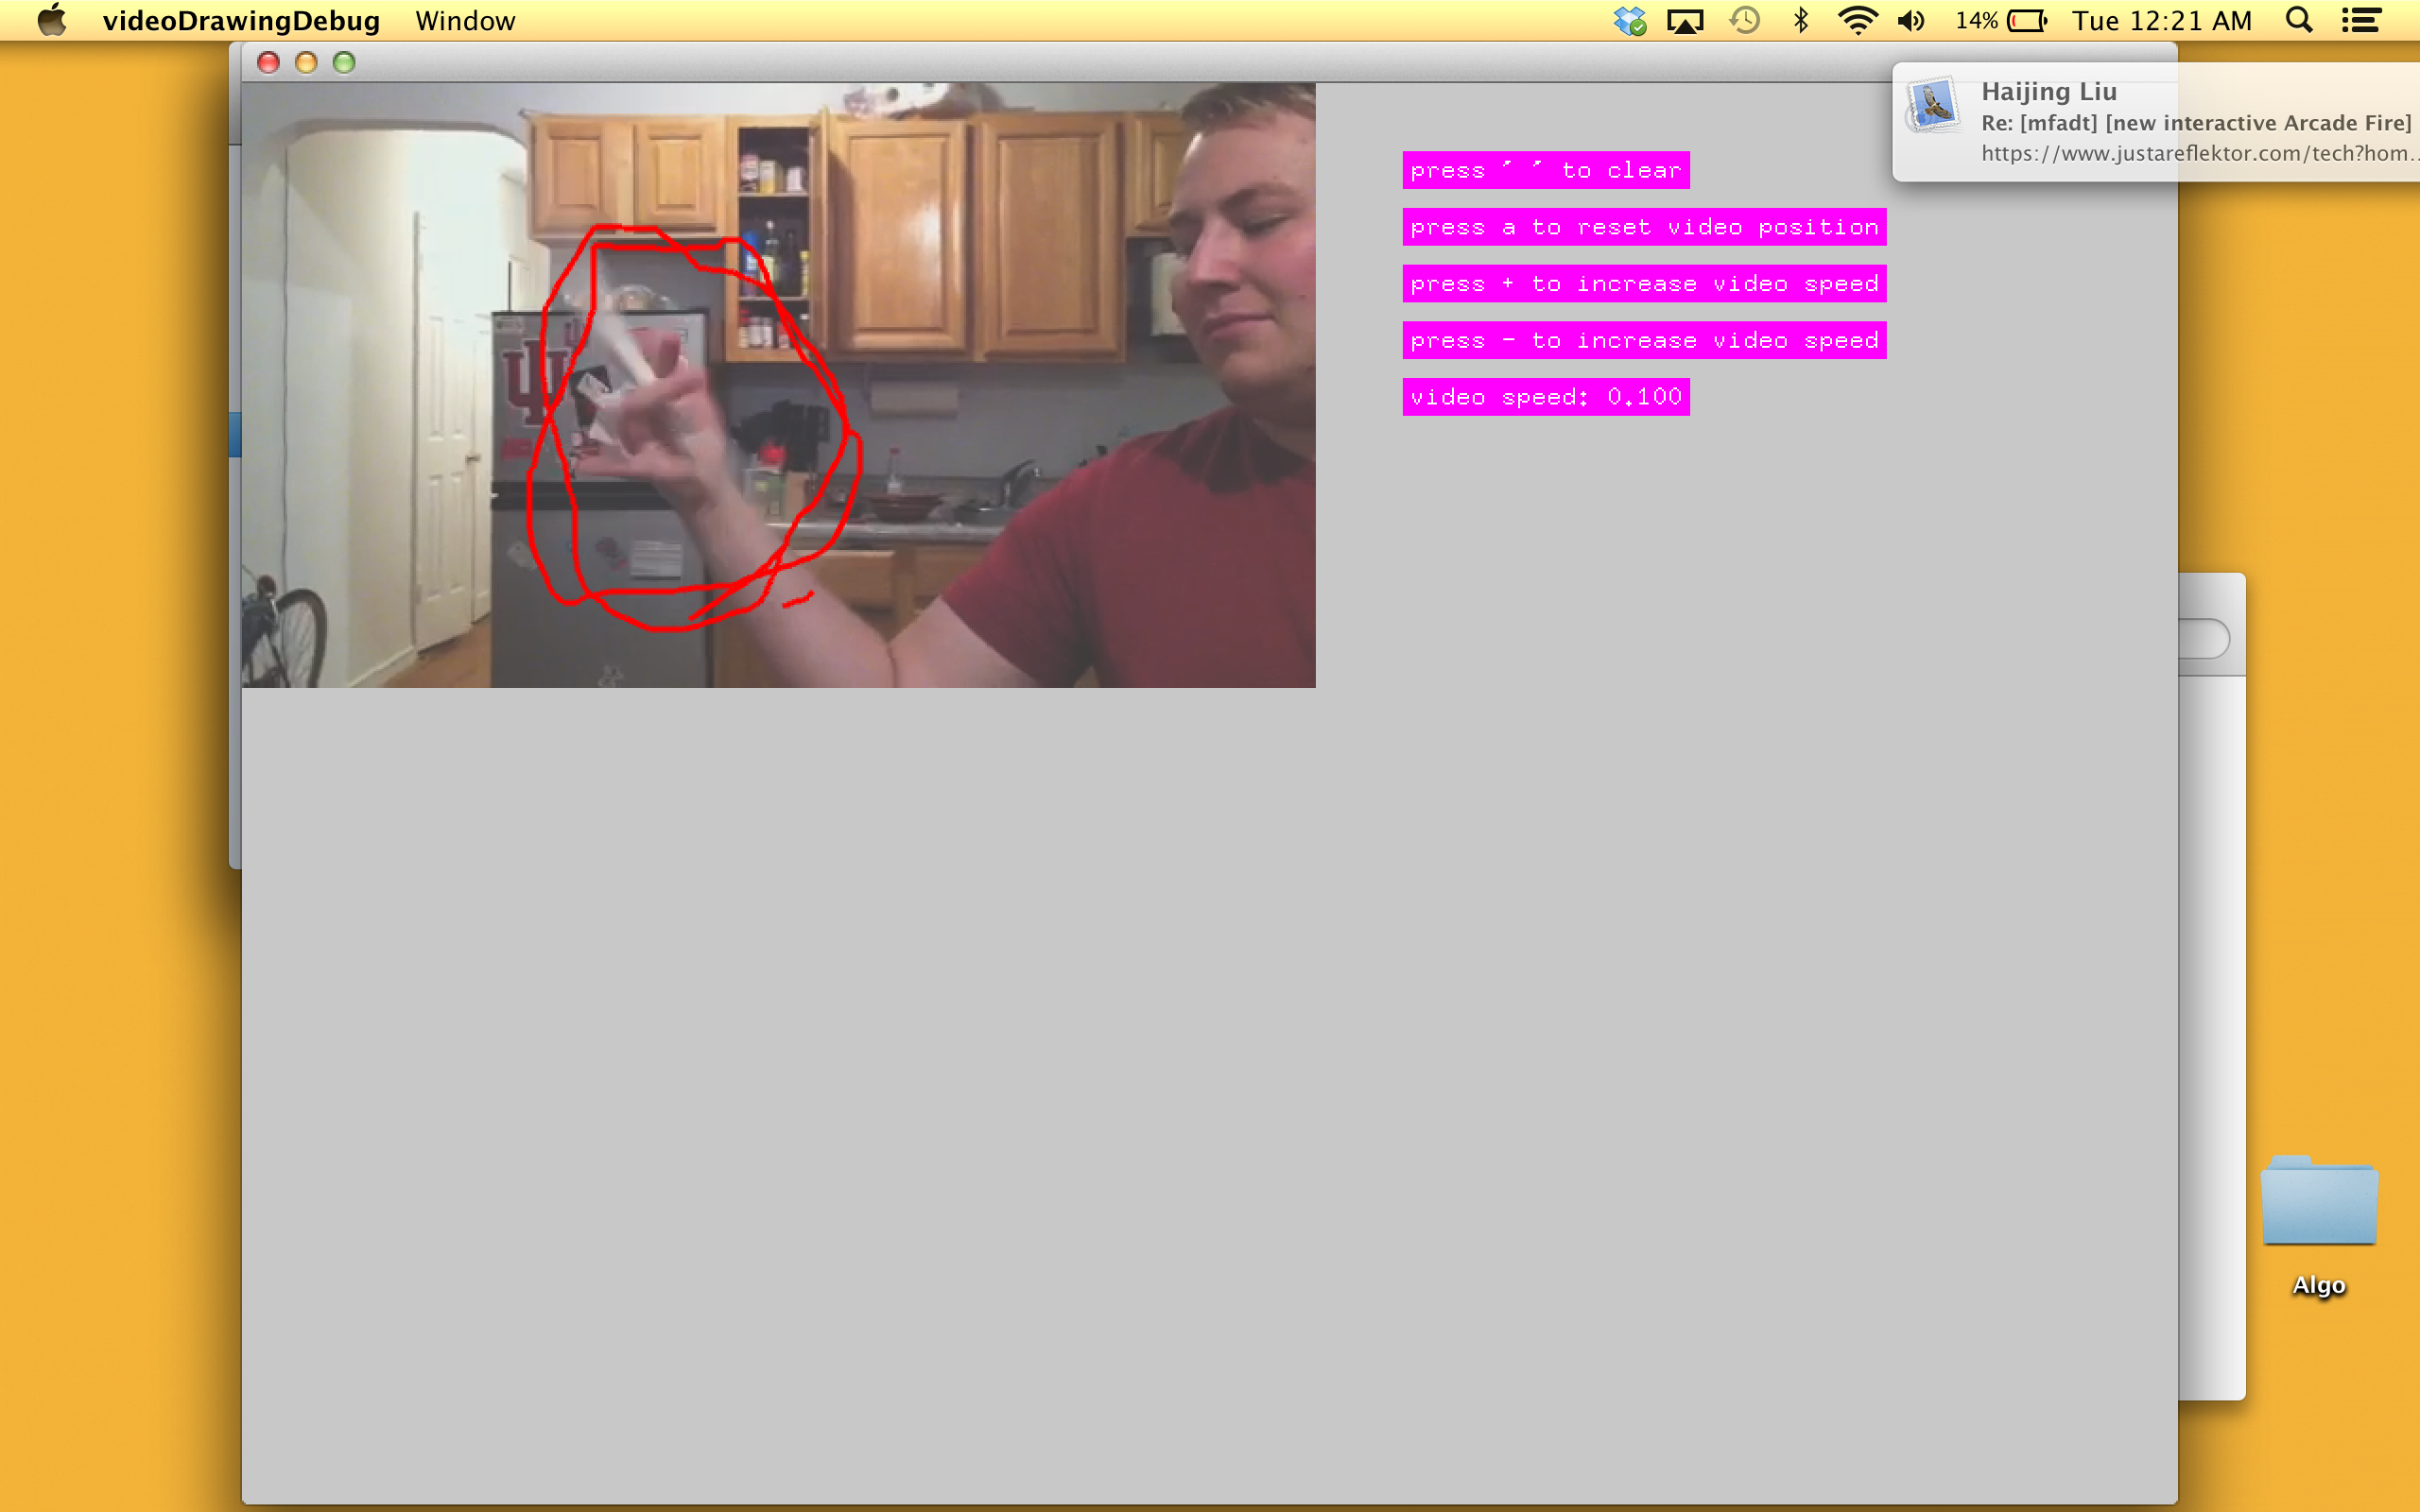 videoDrawingDebug Window 14% Tue 12:21 AM
Haijing Liu
Re: [mfadt] [new interactive Arcade Fire]
https://www.justareflektor.com/tech?hom...
press ' ' to clear
press a to reset video position
press + to increase video speed
press - to increase video speed
video speed: 0.100
IU
Algo